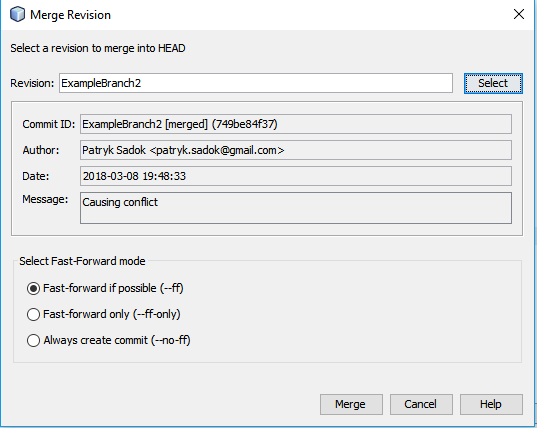 Merge Revision
Select a revision to merge into HEAD
Revision: ExampleBranch2 Select
Commit ID: ExampleBranch2 [merged] (749be84f37)
Author: Patryk Sadok <patryk.sadok@gmail.com>
Date: 2018-03-08 19:48:33
Message: Causing conflict
Select Fast-Forward mode
Fast-forward if possible (--ff)
Fast-forward only (--ff-only)
Always create commit (--no-ff)
Merge Cancel Help